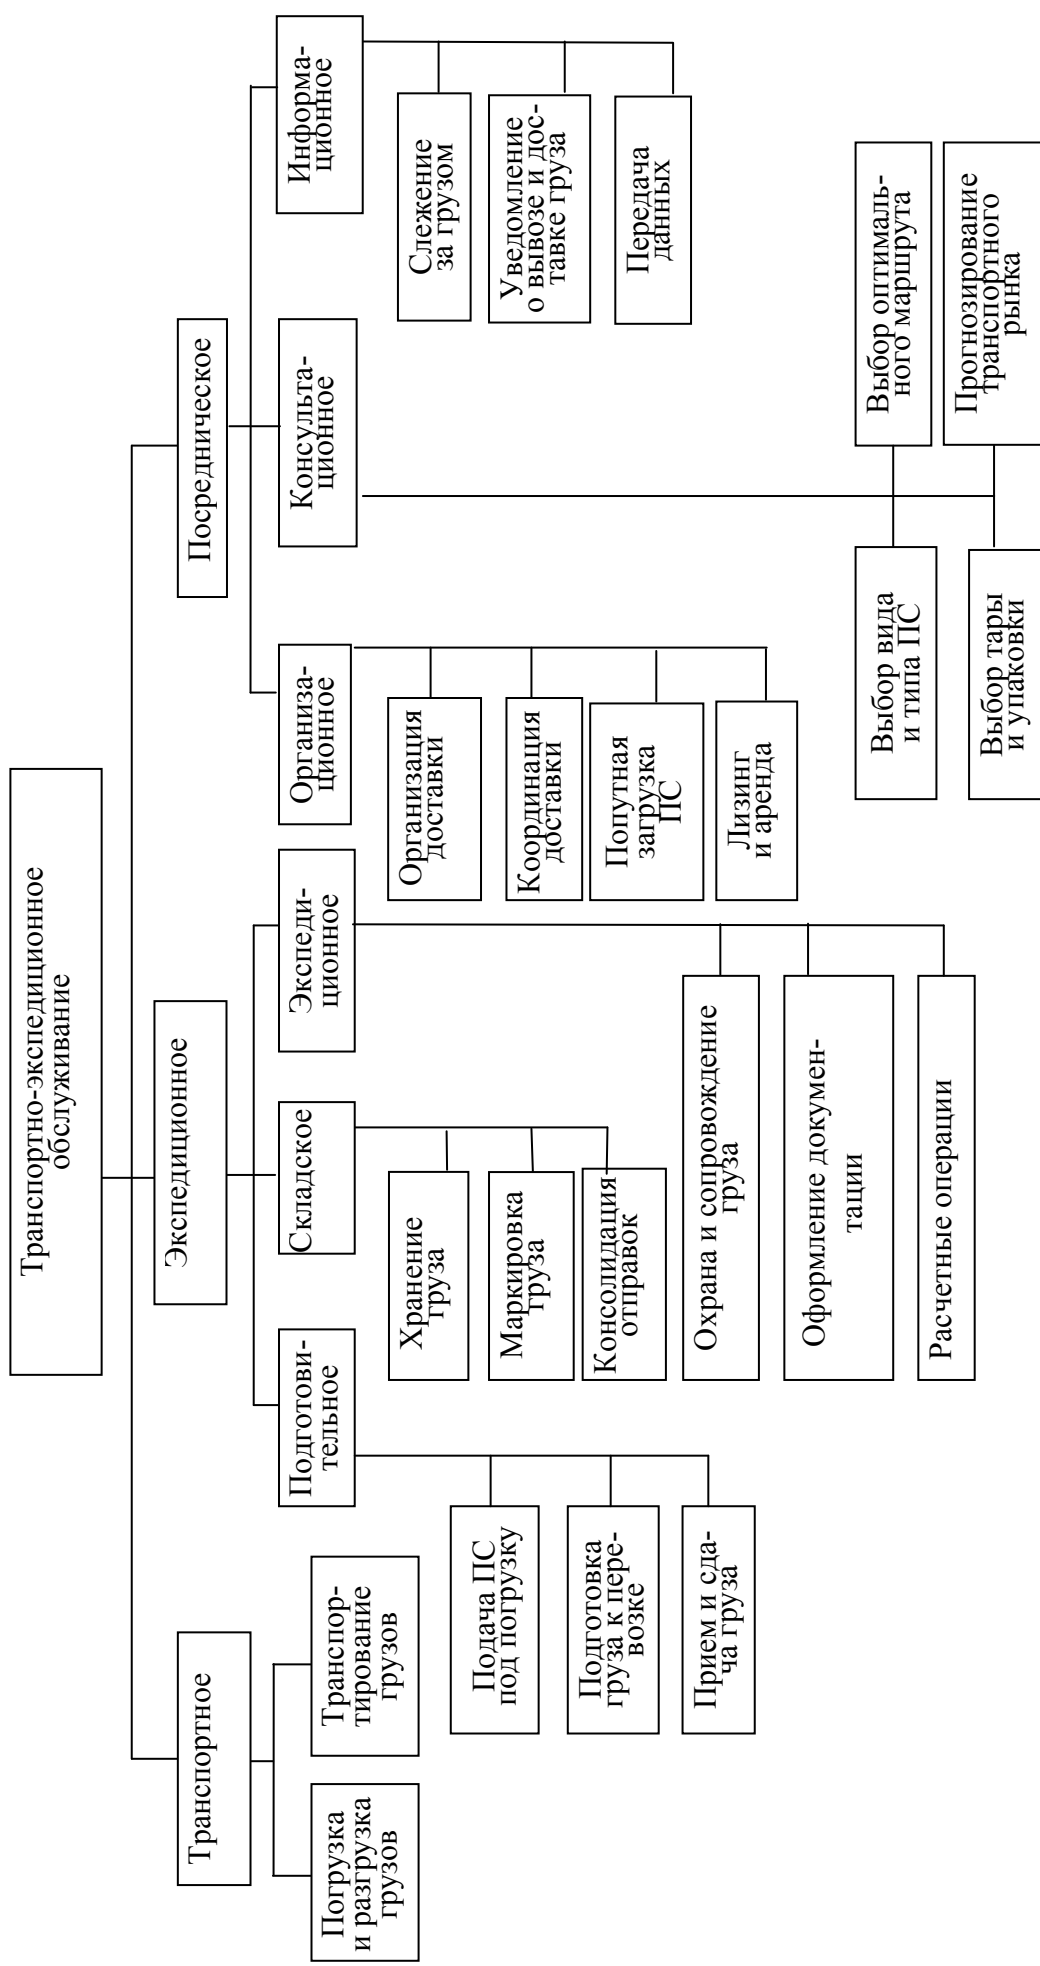 Транспортно-экспедиционное
обслуживание
Транспортное
Экспедиционное
Посредническое
Погрузка
и разгрузка
грузов
Транспор-
тирование
грузов
Подготови-
тельное
Складское
Экспеди-
ционное
Организа-
ционное
Консульта-
ционное
Информа-
ционное
Подача ПС
под погрузку
Подготовка
груза к пере-
возке
Прием и сда-
ча груза
Хранение
груза
Маркировка
груза
Консолидация
отправок
Охрана и сопровождение
груза
Оформление докумен-
тации
Расчетные операции
Организация
доставки
Координация
доставки
Попутная
загрузка
ПС
Лизинг
и аренда
Выбор вида
и типа ПС
Выбор тары
и упаковки
Выбор оптималь-
ного маршрута
Прогнозирование
транспортного
рынка
Слежение
за грузом
Уведомление
о вывозе и дос-
тавке груза
Передача
данных